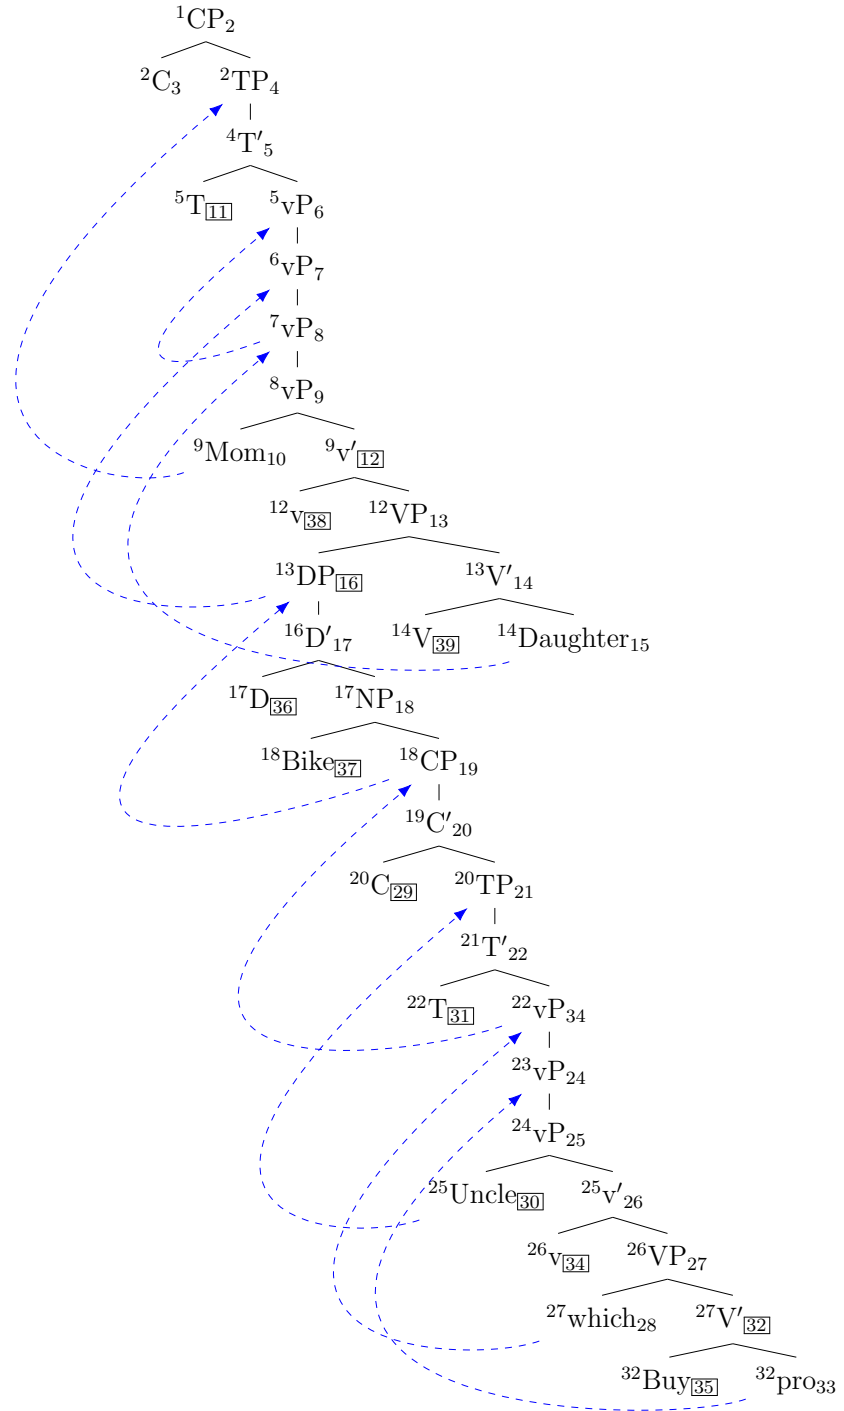 ¹CP₂
²C₃ ²TP₄
⁴T′₅
⁵T₁₁ ⁵vP₆
⁶vP₇
⁷vP₈
⁸vP₉
⁹Mom₁₀ ⁹v′₁₂
¹²v₃₈ ¹²VP₁₃
¹³DP₁₆ ¹³V′₁₄
¹⁶D′₁₇ ¹⁴V₃₉ ¹⁴Daughter₁₅
¹⁷D₃₆ ¹⁷NP₁₈
¹⁸Bike₃₇ ¹⁸CP₁₉
¹⁹C′₂₀
²⁰C₂₉ ²⁰TP₂₁
²¹T′₂₂
²²T₃₁ ²²vP₃₄
²³vP₂₄
²⁴vP₂₅
²⁵Uncle₃₀ ²⁵v′₂₆
²⁶v₃₄ ²⁶VP₂₇
²⁷which₂₈ ²⁷V′₃₂
³²Buy₃₅ ³²pro₃₃